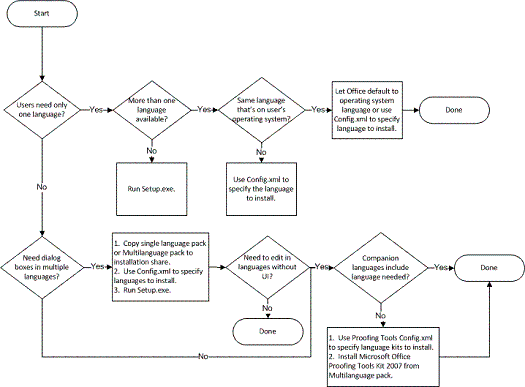 Start
Users need only
one language?
Yes
More than one
language
available?
Yes
Same language
that's on user's
operating system?
Yes
Let Office default to
operating system
language or use
Config.xml to specify
language to install.
Done
No
Run Setup.exe.
No
Use Config.xml to
specify the language
to install.
No
Need dialog
boxes in multiple
languages?
Yes
1. Copy single language pack
or Multilanguage pack to
installation share.
2. Use Config.xml to specify
languages to install.
3. Run Setup.exe.
Need to edit in
languages without
UI?
Yes
Companion
languages include
language needed?
Yes
Done
No
Done
No
No
1. Use Proofing Tools Config.xml
to specify language kits to install.
2. Install Microsoft Office
Proofing Tools Kit 2007 from
Multilanguage pack.